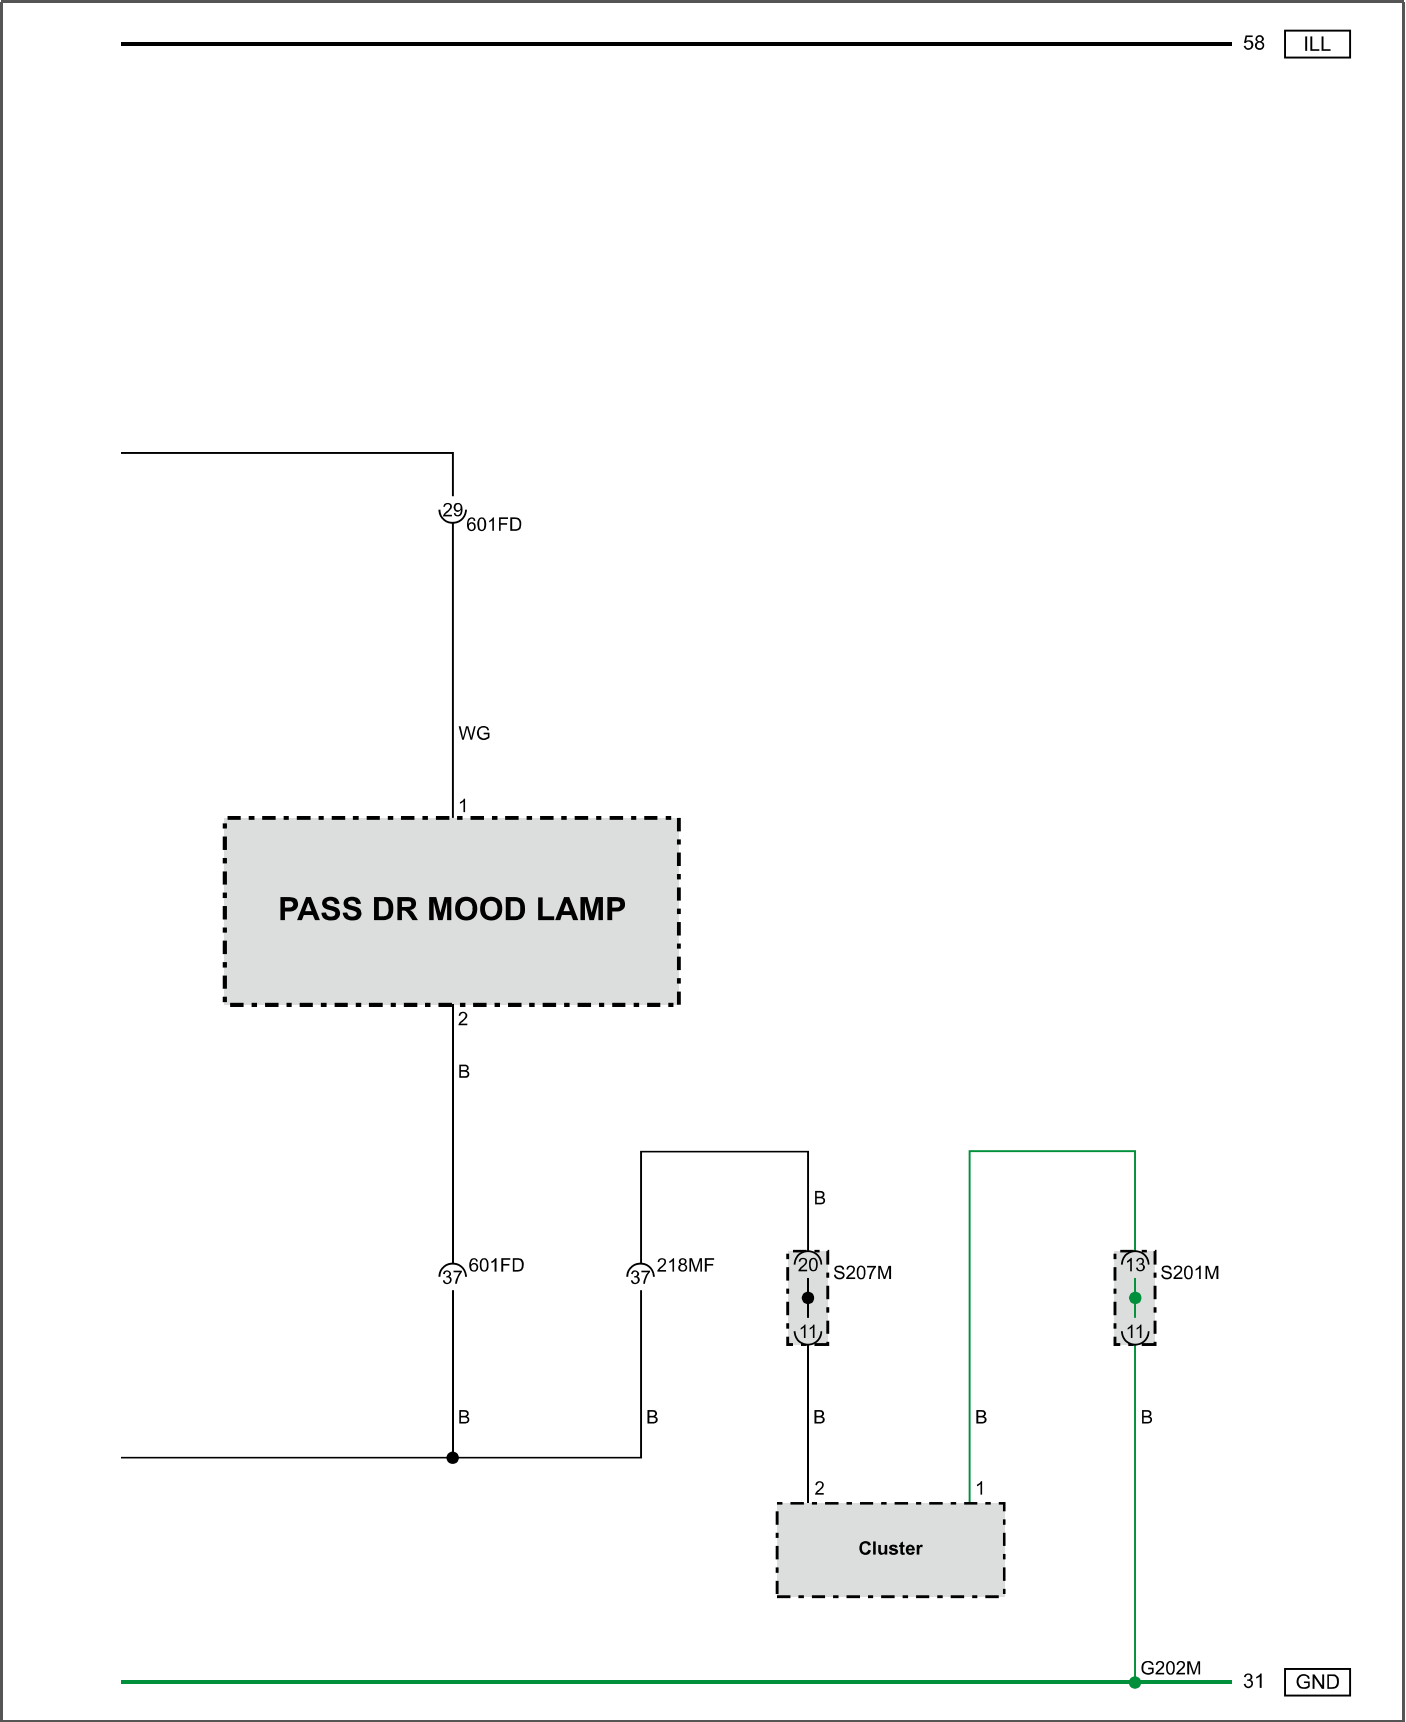 58 ILL
29
601FD
WG
1
PASS DR MOOD LAMP
2
B
B
37 601FD
37 218MF
20 S207M
11
13 S201M
11
B
B
B
B
B
2
1
Cluster
G202M
31 GND